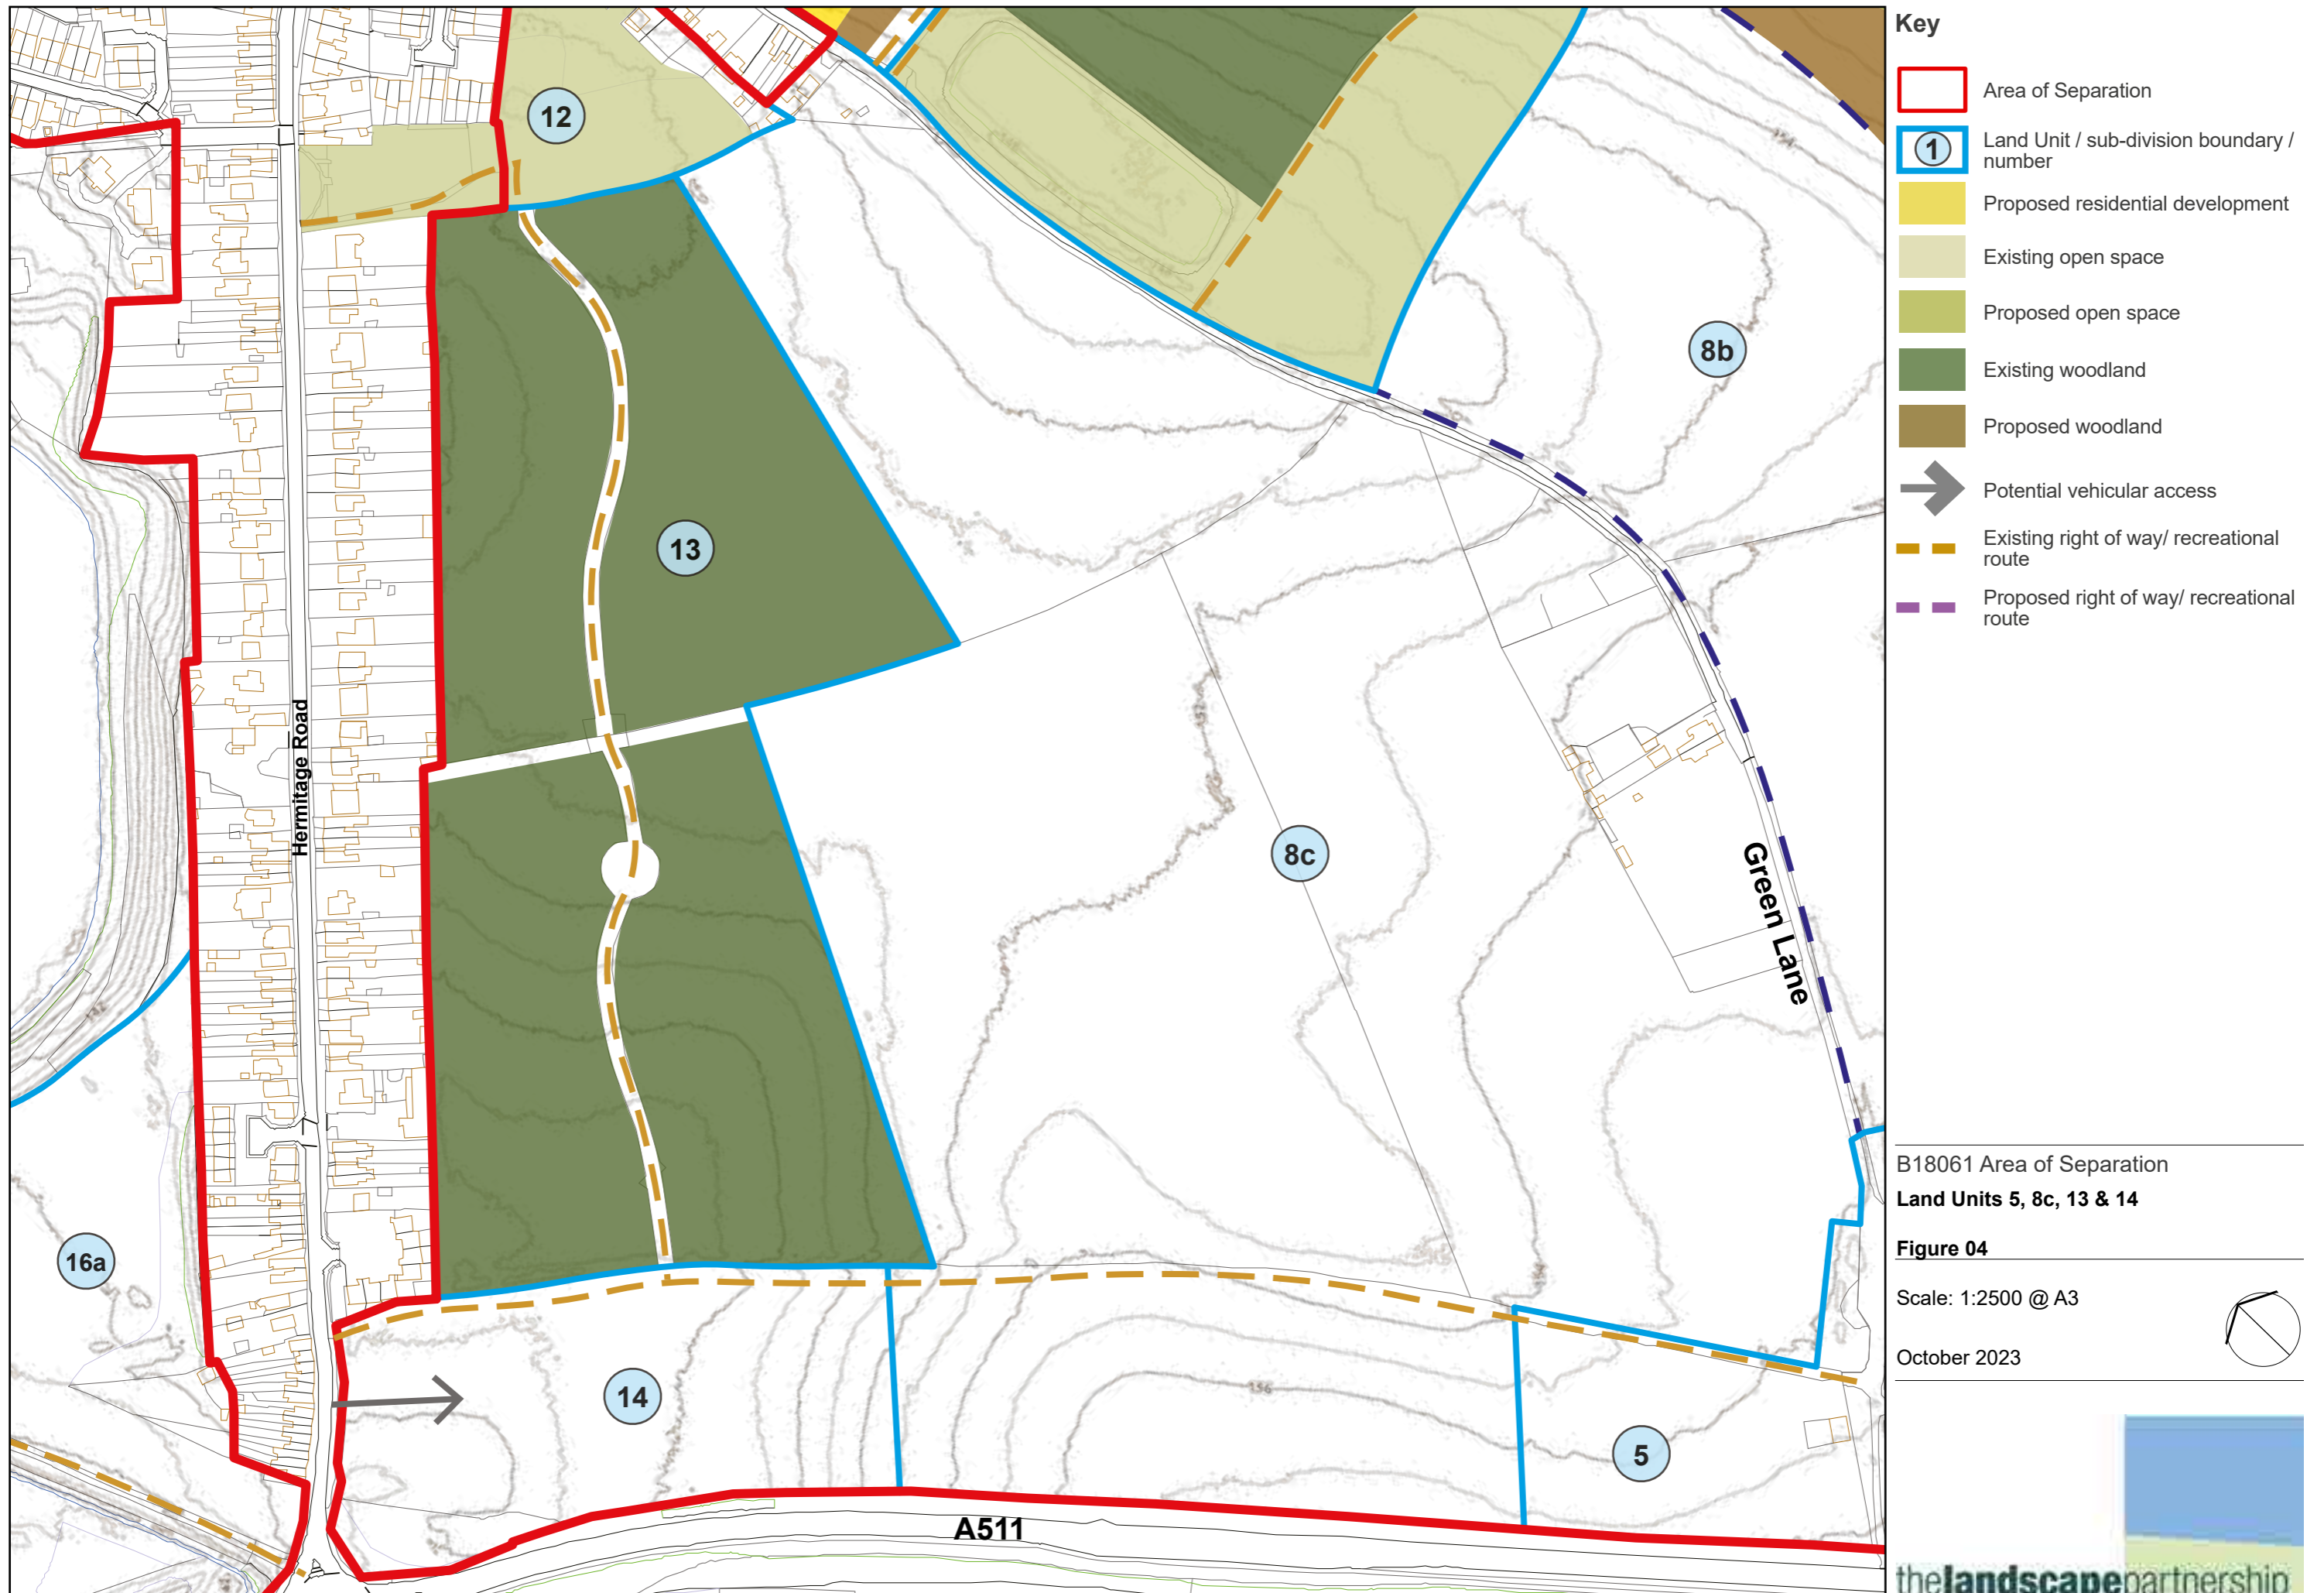 Key
Area of Separation
1
Land Unit / sub-division boundary /
number
Proposed residential development
Existing open space
Proposed open space
Existing woodland
Proposed woodland
Potential vehicular access
Existing right of way/ recreational
route
Proposed right of way/ recreational
route
12
8b
13
Hermitage Road
8c
Green Lane
16a
14
156
5
A511
B18061 Area of Separation
Land Units 5, 8c, 13 & 14
Figure 04
Scale: 1:2500 @ A3
October 2023
thelandscapepartnership